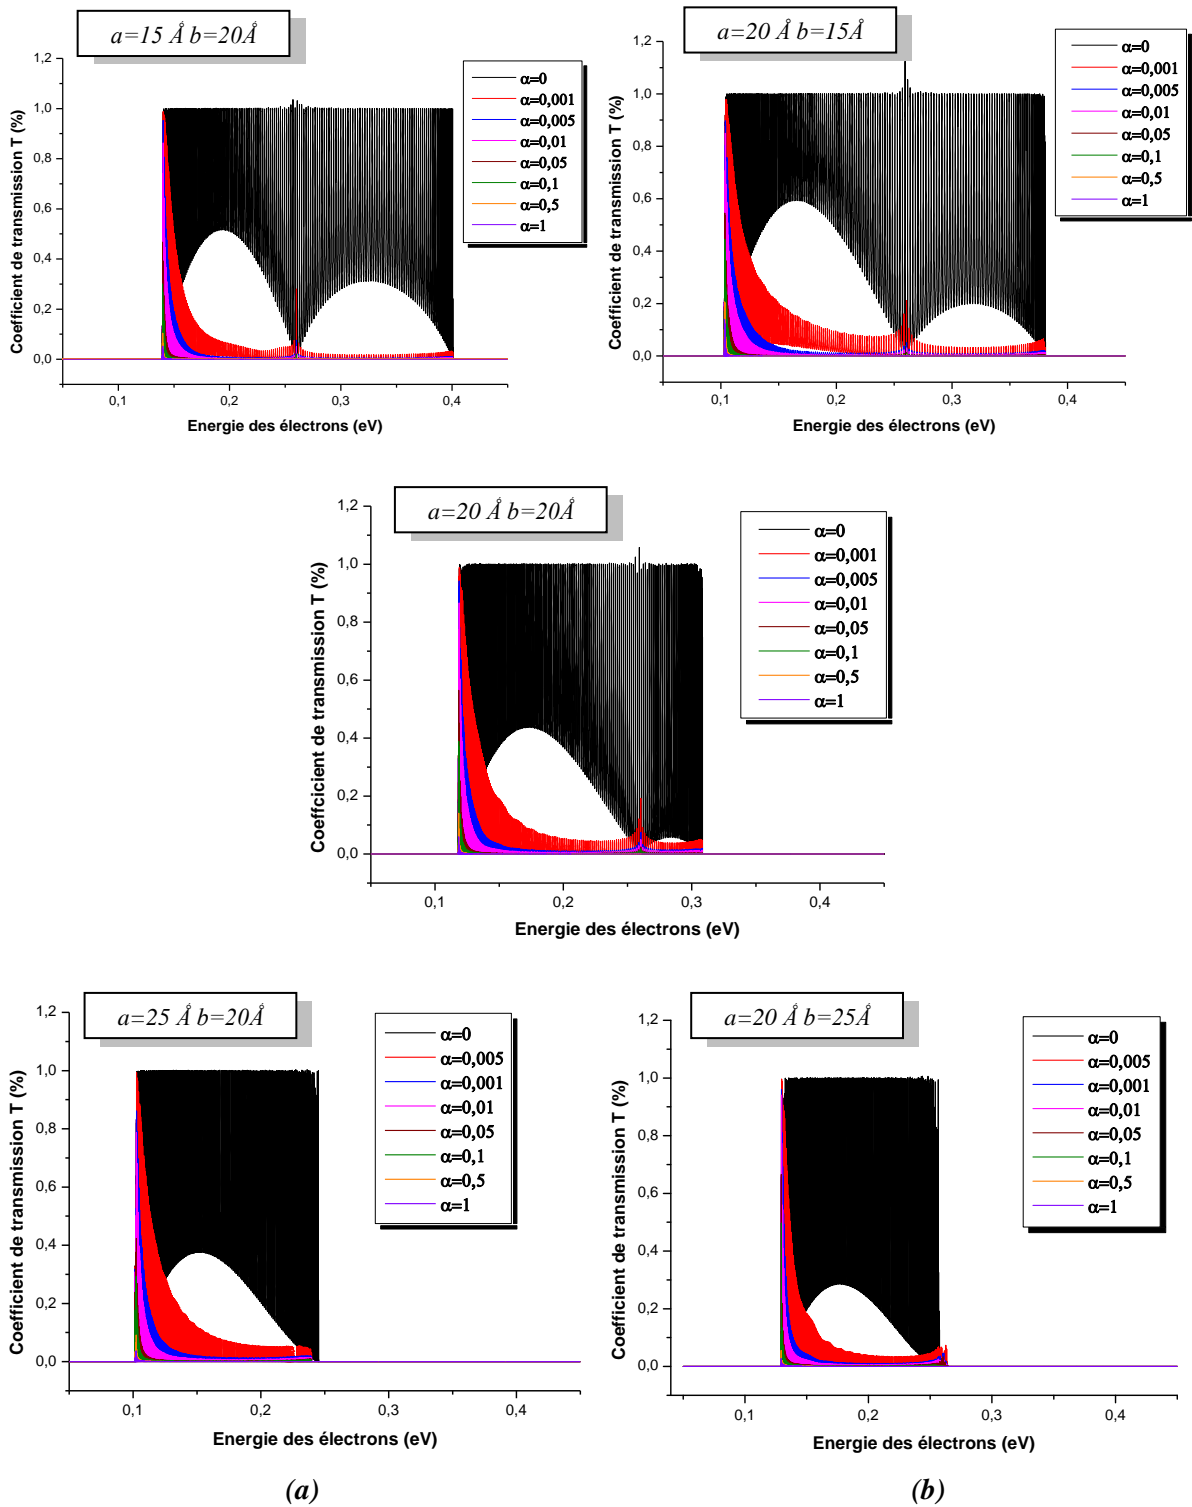 a=15 Å b=20Å
1,2
1,0
0,8
0,6
0,4
0,2
0,0
0,1
0,2
0,3
0,4
Coefficient de transmission T (%)
Energie des électrons (eV)
α=0
α=0,001
α=0,005
α=0,01
α=0,05
α=0,1
α=0,5
α=1
a=20 Å b=15Å
1,2
1,0
0,8
0,6
0,4
0,2
0,0
0,1
0,2
0,3
0,4
Coefficient de transmission T (%)
Energie des électrons (eV)
α=0
α=0,001
α=0,005
α=0,01
α=0,05
α=0,1
α=0,5
α=1
a=20 Å b=20Å
1,2
1,0
0,8
0,6
0,4
0,2
0,0
0,1
0,2
0,3
0,4
Coeffcicient de transmission T (%)
Energie des électrons (eV)
α=0
α=0,001
α=0,005
α=0,01
α=0,05
α=0,1
α=0,5
α=1
a=25 Å b=20Å
1,2
1,0
0,8
0,6
0,4
0,2
0,0
0,1
0,2
0,3
0,4
Coefficient de transmission T (%)
Energie des électrons (eV)
α=0
α=0,005
α=0,001
α=0,01
α=0,05
α=0,1
α=0,5
α=1
a=20 Å b=25Å
1,2
1,0
0,8
0,6
0,4
0,2
0,0
0,1
0,2
0,3
0,4
Coefficient de transmission T (%)
Energie des électrons (eV)
α=0
α=0,005
α=0,001
α=0,01
α=0,05
α=0,1
α=0,5
α=1
(a)
(b)